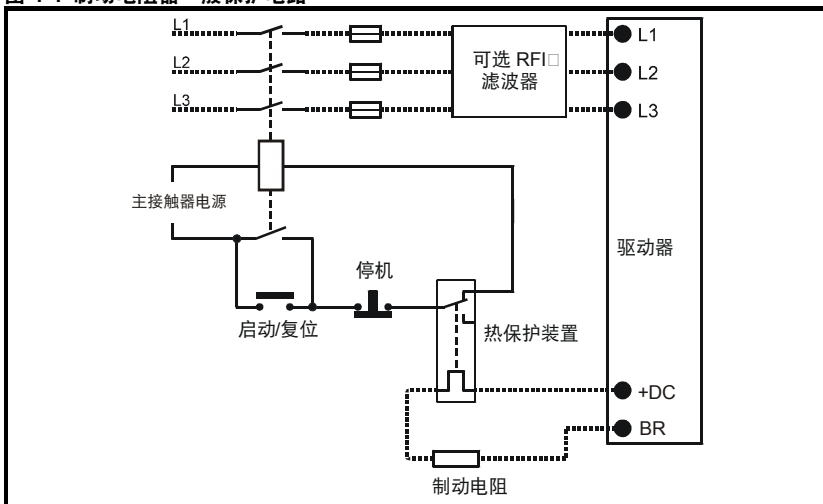 L1
L2
L3
可选 RFI□
滤波器
L1
L2
L3
主接触器电源
驱动器
停机
启动/复位
热保护装置
+DC
BR
制动电阻